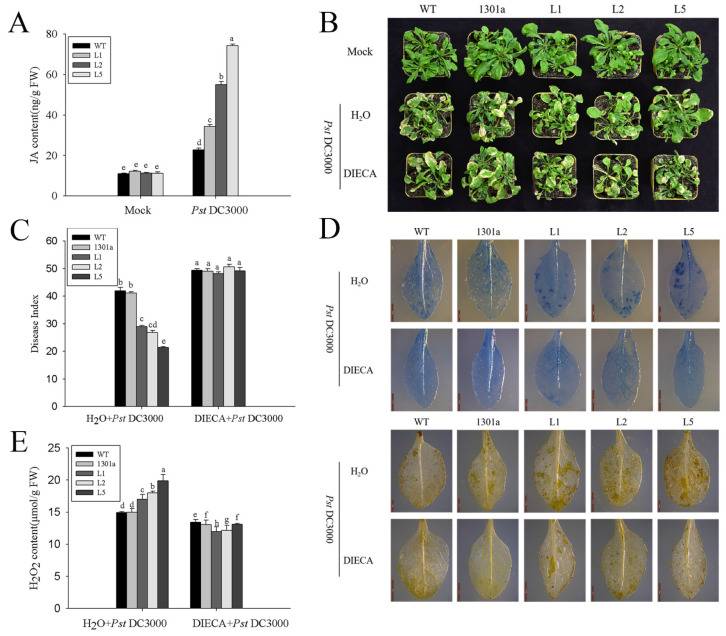 A
JA content(ng/g FW)
80
60
40
20
0
WT
L1
L2
L5
e e e e
d c b a
Mock
Pst DC3000
B
WT 1301a L1 L2 L5
Mock
H2O
DIECA
Pst DC3000
C
Disease Index
60
50
40
30
20
10
0
WT
1301a
L1
L2
L5
b b c cd e
a a a a a
H2O+Pst DC3000
DIECA+Pst DC3000
D
WT 1301a L1 L2 L5
H2O
DIECA
Pst DC3000
WT 1301a L1 L2 L5
H2O
DIECA
Pst DC3000
E
H2O2 content(μmol/g FW)
25
20
15
10
5
0
WT
1301a
L1
L2
L5
d d c b a
e f h g f
H2O+Pst DC3000
DIECA+Pst DC3000